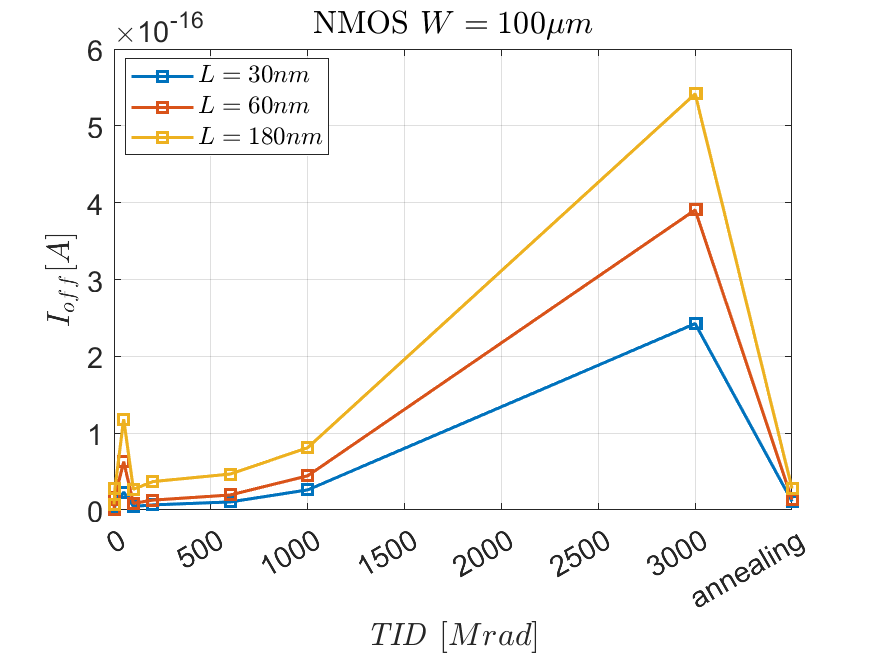 NMOS W = 100μm
×10-16
6
5
4
3
2
1
0
L = 30nm
L = 60nm
L = 180nm
Ioff[A]
0
500
1000
1500
2000
2500
3000
annealing
TID [Mrad]